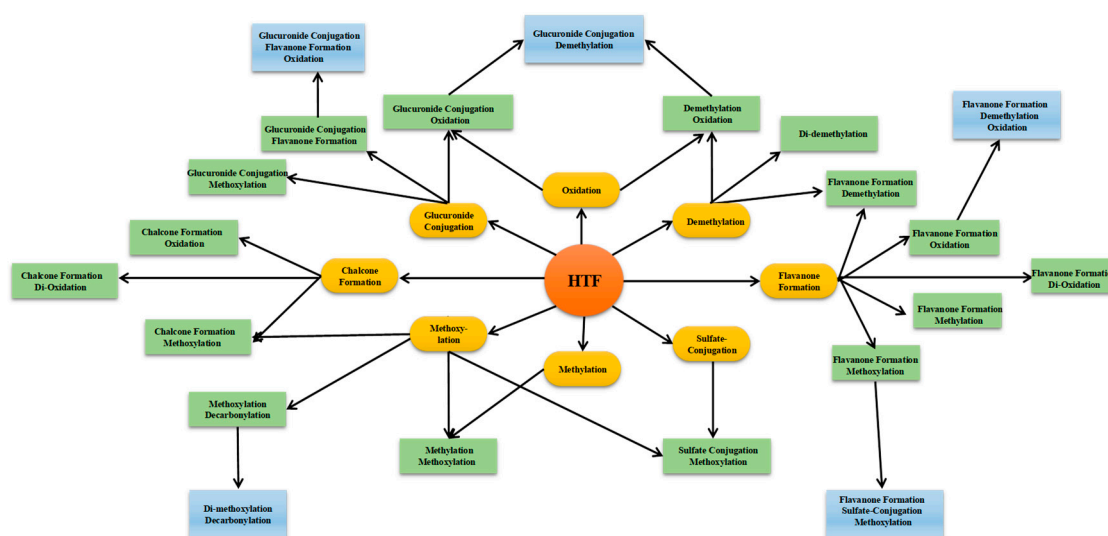 Glucuronide Conjugation
Flavanone Formation
Oxidation
Glucuronide Conjugation
Demethylation
Glucuronide Conjugation
Oxidation
Demethylation
Oxidation
Flavanone Formation
Demethylation
Oxidation
Glucuronide Conjugation
Flavanone Formation
Di-demethylation
Glucuronide Conjugation
Methoxylation
Oxidation
Flavanone Formation
Demethylation
Glucuronide
Conjugation
Demethylation
Chalcone Formation
Oxidation
Flavanone Formation
Oxidation
Chalcone Formation
Di-Oxidation
Chalcone
Formation
HTF
Flavanone
Formation
Flavanone Formation
Di-Oxidation
Chalcone Formation
Methoxylation
Methoxy-
lation
Sulfate-
Conjugation
Flavanone Formation
Methylation
Methylation
Flavanone Formation
Methoxylation
Methoxylation
Decarbonylation
Methylation
Methoxylation
Sulfate Conjugation
Methoxylation
Di-methoxylation
Decarbonylation
Flavanone Formation
Sulfate-Conjugation
Methoxylation